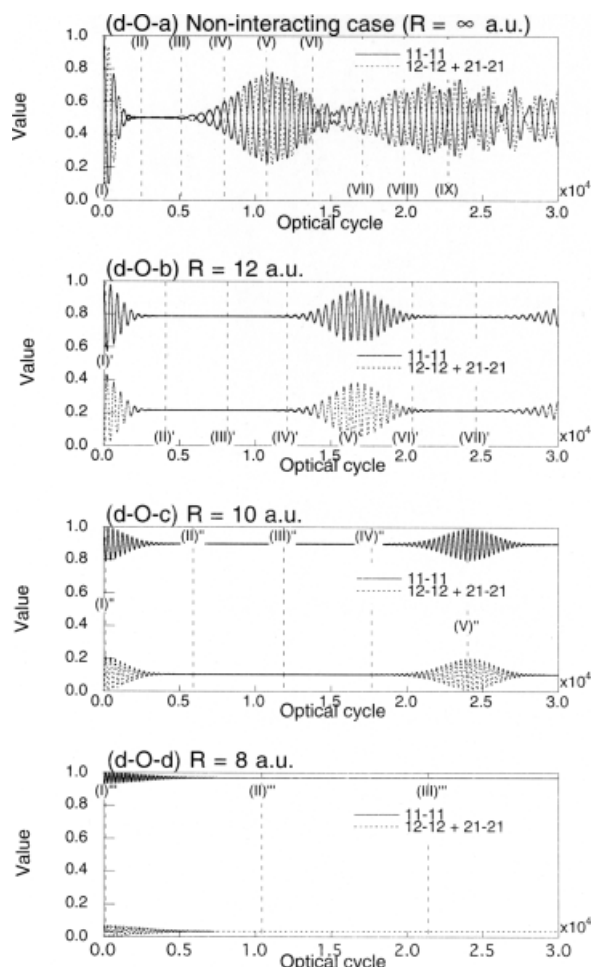 (d-O-a) Non-interacting case (R = ∞ a.u.)
(II) (III) (IV) (V) (VI)
11-11
12-12 + 21-21
Value
1.0
0.8
0.6
0.4
0.2
0.0
(I) (VII) (VIII) (IX)
0.0 0.5 1.0 1.5 2.0 2.5 3.0
×10⁴
Optical cycle
(d-O-b) R = 12 a.u.
Value
1.0
0.8
0.6
0.4
0.2
0.0
(I)'
11-11
12-12 + 21-21
(II)' (III)' (IV)' (V)' (VI)' (VII)'
0.0 0.5 1.0 1.5 2.0 2.5 3.0
×10⁴
Optical cycle
(d-O-c) R = 10 a.u.
(II)" (III)" (IV)"
Value
1.0
0.8
0.6
0.4
0.2
0.0
11-11
12-12 + 21-21
(I)"
(V)"
0.0 0.5 1.0 1.5 2.0 2.5 3.0
×10⁴
Optical cycle
(d-O-d) R = 8 a.u.
(I)''' (II)''' (III)'''
Value
1.0
0.8
0.6
0.4
0.2
0.0
11-11
12-12 + 21-21
0.0 0.5 1.0 1.5 2.0 2.5 3.0
×10⁴
Optical cycle